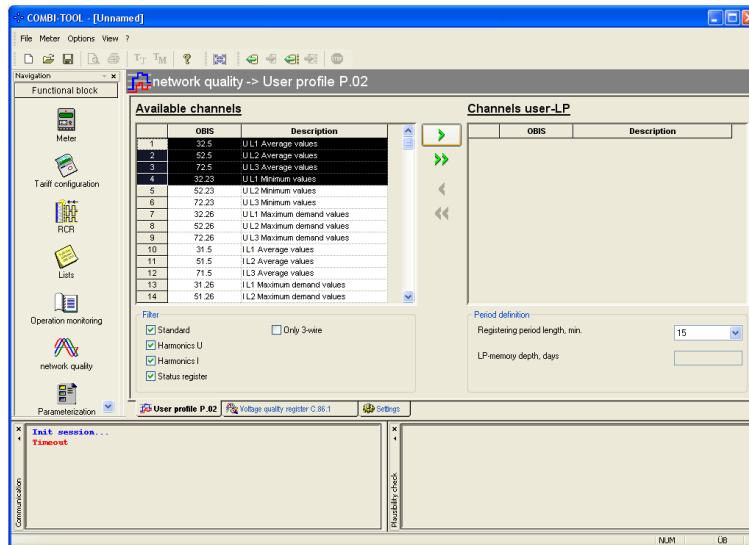 COMBI-TOOL - [Unnamed]
File Meter Options View ?
T T T M ?
Navigation
Functional block
Meter
Tariff configuration
RCR
Lists
Operation monitoring
network quality
Parameterization
network quality -> User profile P.02
Available channels
OBIS Description
1 32.5 U L1 Average values
2 52.5 U L2 Average values
3 72.5 U L3 Average values
4 32.23 U L1 Minimum values
5 52.23 U L2 Minimum values
6 72.23 U L3 Minimum values
7 32.26 U L1 Maximum demand values
8 52.26 U L2 Maximum demand values
9 72.26 U L3 Maximum demand values
10 31.5 I L1 Average values
11 51.5 I L2 Average values
12 71.5 I L3 Average values
13 31.26 I L1 Maximum demand values
14 51.26 I L2 Maximum demand values
Channels user-LP
OBIS Description
Filter
Standard Only 3-wire
Harmonics U
Harmonics I
Status register
Period definition
Registering period length, min. 15
LP-memory depth, days
User profile P.02 Voltage quality register C.86.1 Settings
Communication
Init session...
Timeout
Plausibility check
NUM ÜB